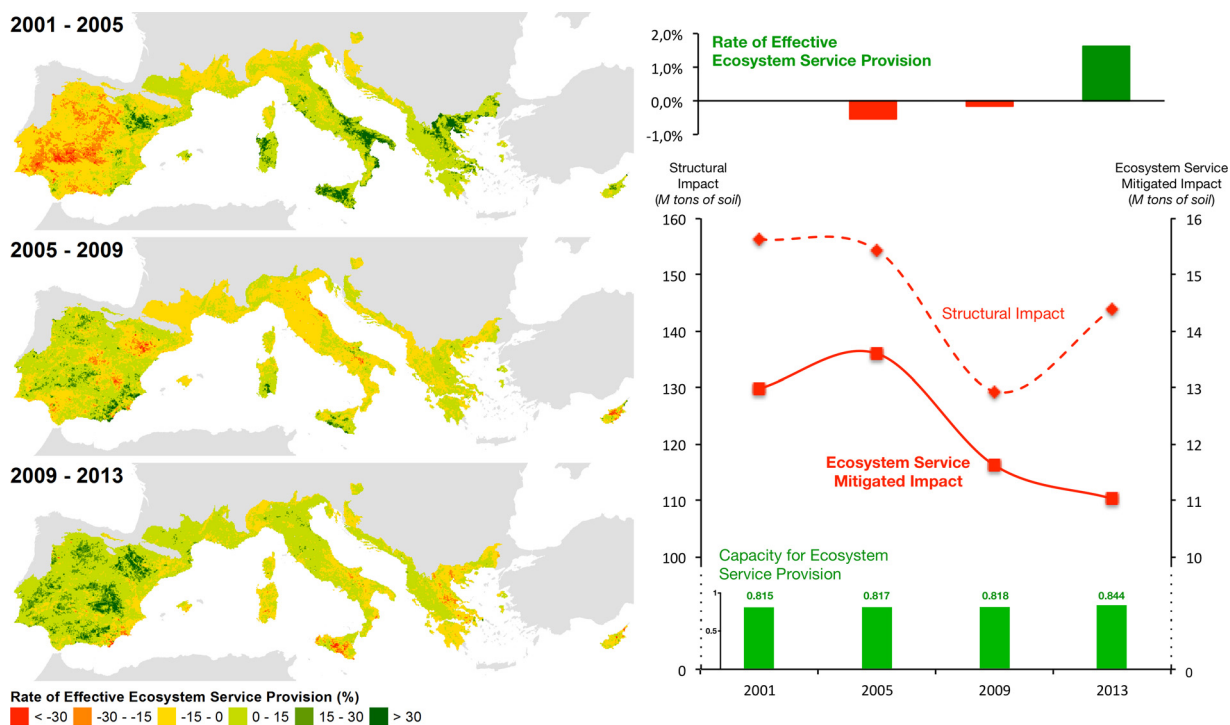 2001 - 2005
2005 - 2009
2009 - 2013
Rate of Effective Ecosystem Service Provision (%)
< -30
-30 - -15
-15 - 0
0 - 15
15 - 30
> 30
2,0%
1,0%
0,0%
-1,0%
Rate of Effective
Ecosystem Service Provision
Structural
Impact
(M tons of soil)
Ecosystem Service
Mitigated Impact
(M tons of soil)
160
150
140
130
120
110
100
0
16
15
14
13
12
11
10
0
Structural Impact
Ecosystem Service
Mitigated Impact
Capacity for Ecosystem
Service Provision
1
0.5
0.815
0.817
0.818
0.844
2001
2005
2009
2013